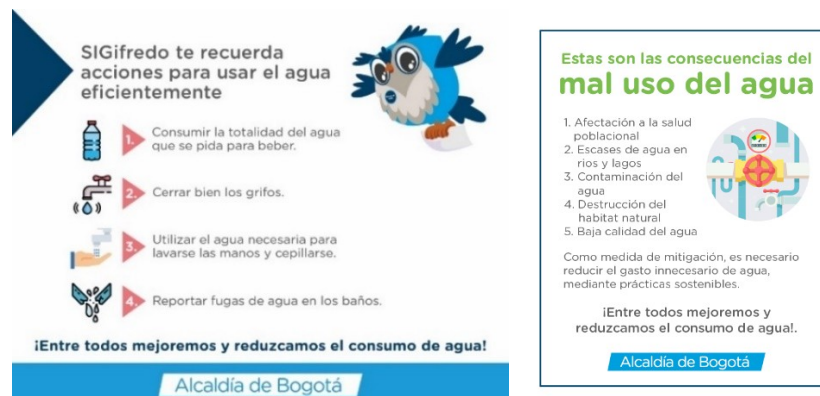 SIGifredo te recuerda
acciones para usar el agua
eficientemente
1. Consumir la totalidad del agua
que se pida para beber.
2. Cerrar bien los grifos.
3. Utilizar el agua necesaria para
lavarse las manos y cepillarse.
4. Reportar fugas de agua en los baños.
¡Entre todos mejoremos y reduzcamos el consumo de agua!
Alcaldía de Bogotá
Estas son las consecuencias del
mal uso del agua
1. Afectación a la salud
poblacional
2. Escases de agua en
rios y lagos
3. Contaminación del
agua
4. Destrucción del
habitat natural
5. Baja calidad del agua
Como medida de mitigación, es necesario
reducir el gasto innecesario de agua,
mediante prácticas sostenibles.
¡Entre todos mejoremos y
reduzcamos el consumo de agua!.
Alcaldía de Bogotá